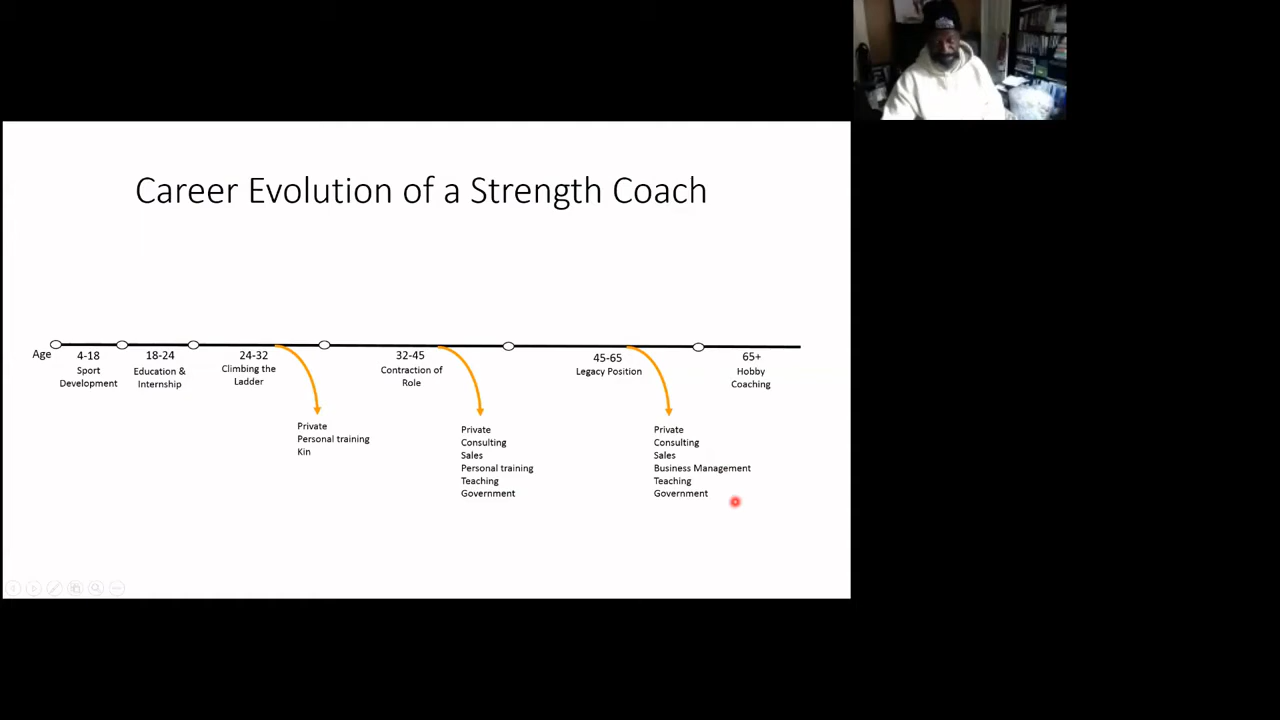 Career Evolution of a Strength Coach
Age
4-18
Sport
Development
18-24
Education &
Internship
24-32
Climbing the
Ladder
32-45
Contraction of
Role
45-65
Legacy Position
65+
Hobby
Coaching
Private
Personal training
Kin
Private
Consulting
Sales
Personal training
Teaching
Government
Private
Consulting
Sales
Business Management
Teaching
Government